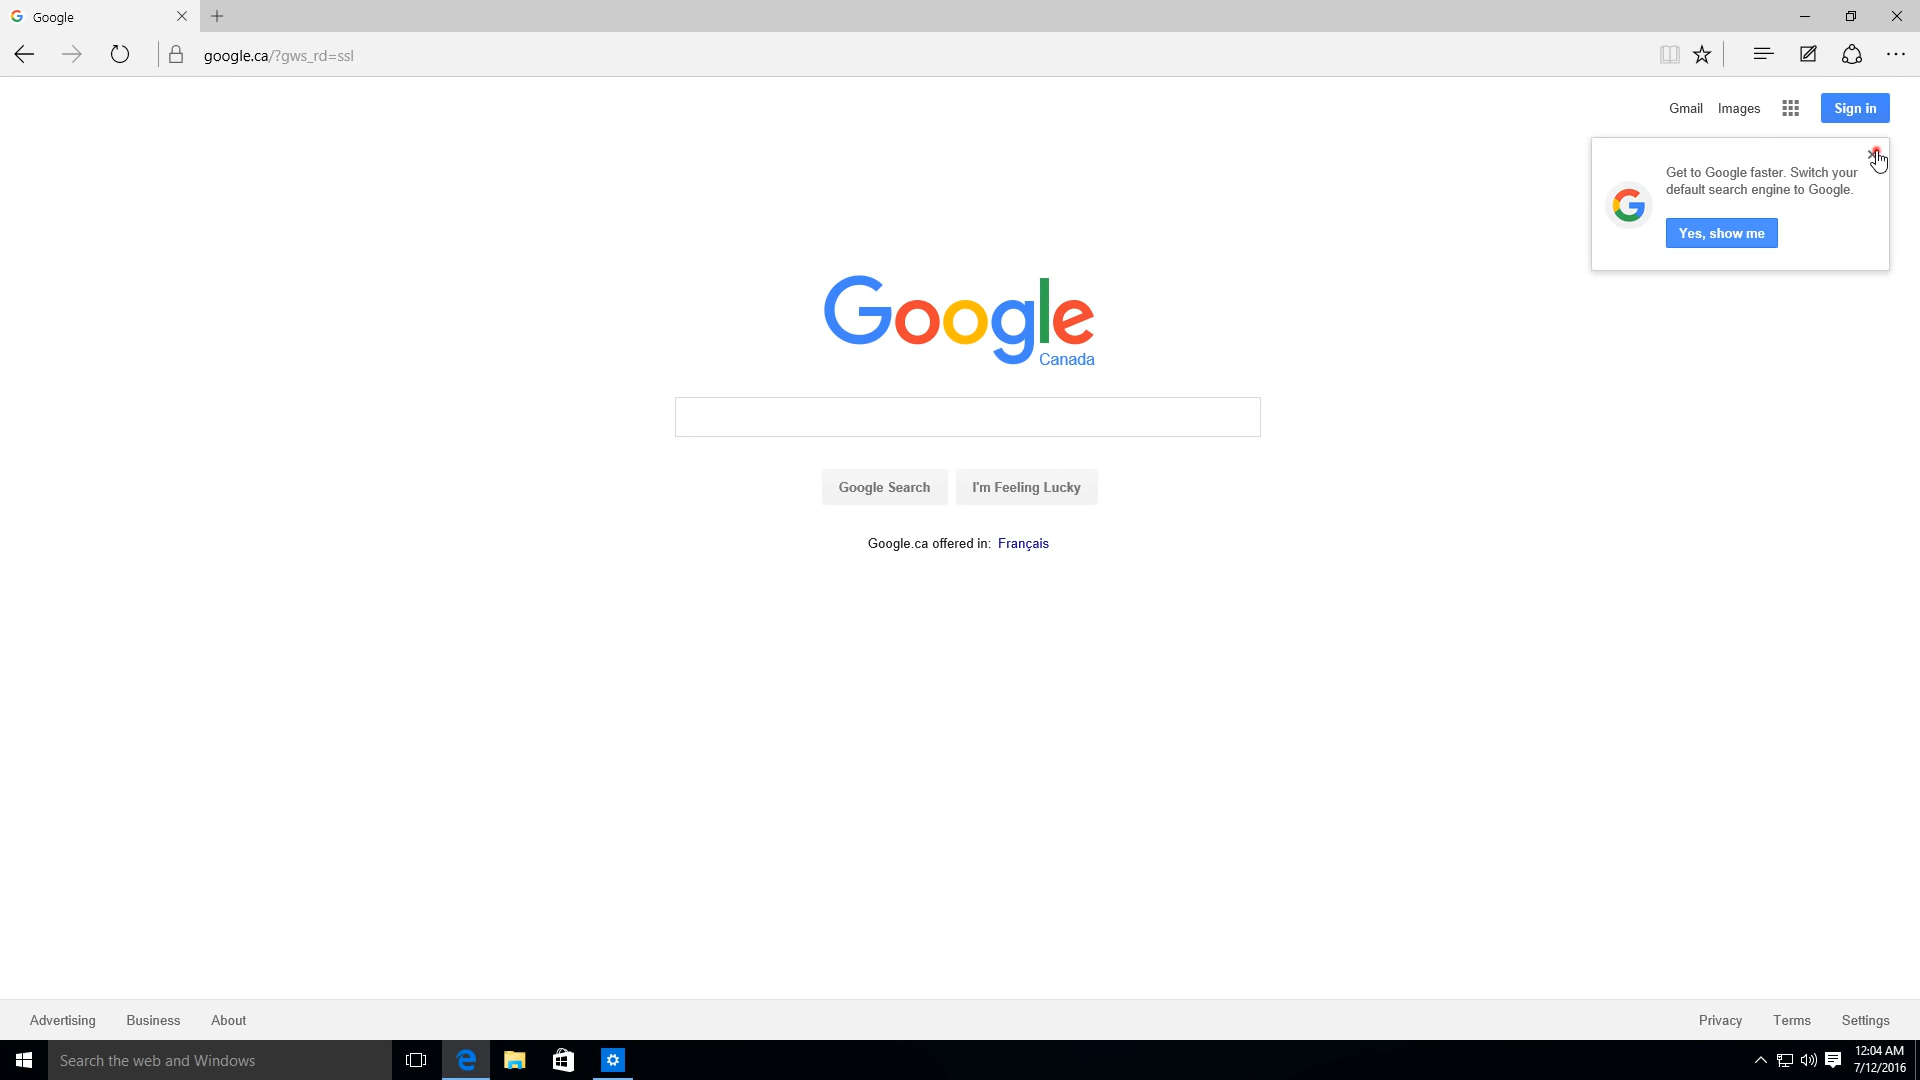 Google
google.ca/?gws_rd=ssl
Gmail Images Sign in
Get to Google faster. Switch your
default search engine to Google.
Yes, show me
Google
Canada
Google Search I'm Feeling Lucky
Google.ca offered in: Français
Advertising Business About Privacy Terms Settings
Search the web and Windows
12:04 AM
7/12/2016